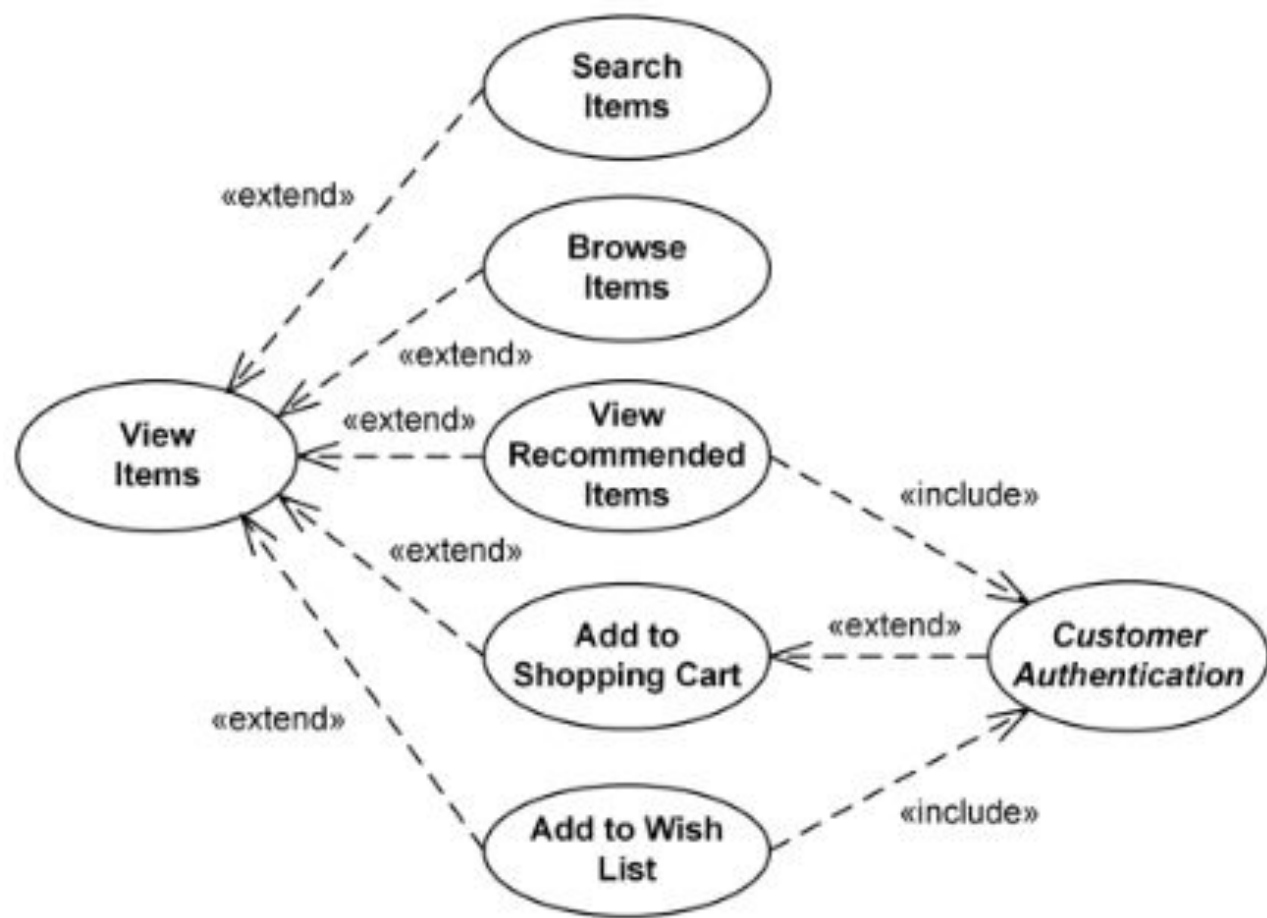 Search
Items
«extend»
Browse
Items
«extend»
View
Items
«extend»
View
Recommended
Items
«include»
«extend»
Add to
Shopping Cart
«extend»
Customer
Authentication
«extend»
Add to Wish
List
«include»